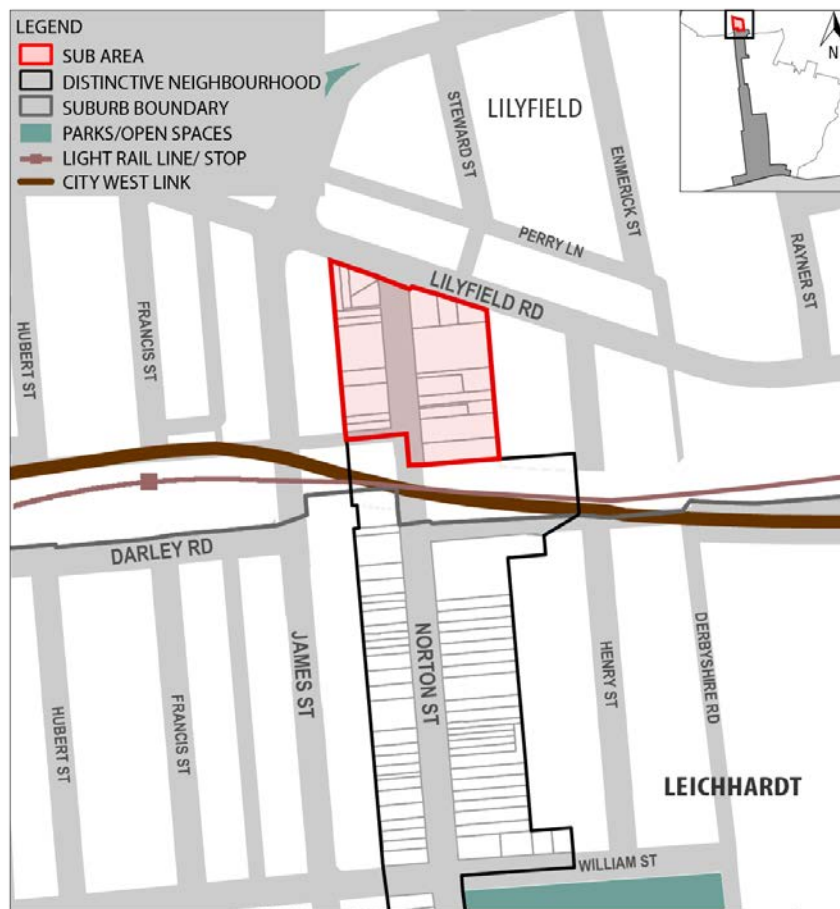 LEGEND
SUB AREA
DISTINCTIVE NEIGHBOURHOOD
SUBURB BOUNDARY
PARKS/OPEN SPACES
LIGHT RAIL LINE/ STOP
CITY WEST LINK
N
LILYFIELD
STEWARD ST
ENMERICK ST
PERRY LN
RAYNER ST
LILYFIELD RD
HUBERT ST
FRANCIS ST
DARLEY RD
JAMES ST
NORTON ST
HENRY ST
DERBYSHIRE RD
HUBERT ST
FRANCIS ST
LEICHHARDT
WILLIAM ST